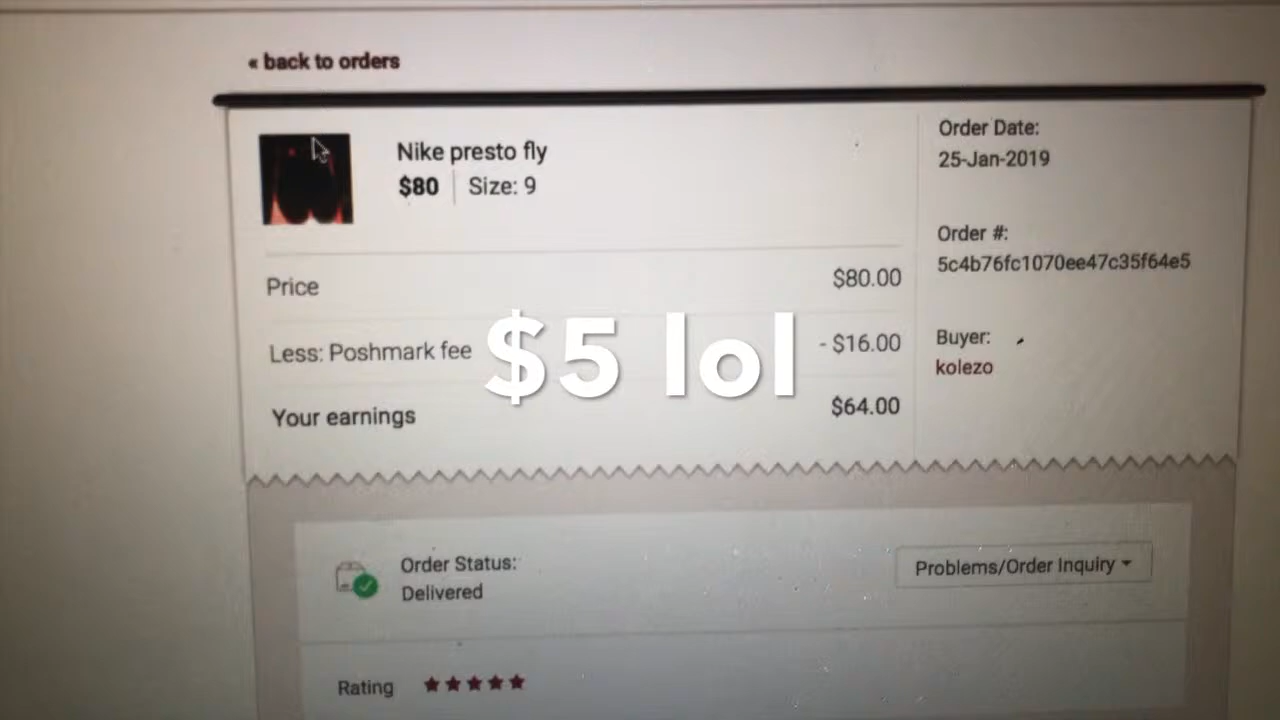 « back to orders
Nike presto fly
$80 | Size: 9
Order Date:
25-Jan-2019
Order #:
5c4b76fc1070ee47c35f64e5
Buyer:
kolezo
Price $80.00
Less: Poshmark fee - $16.00
$5 lol
Your earnings $64.00
Order Status:
Delivered
Problems/Order Inquiry
Rating